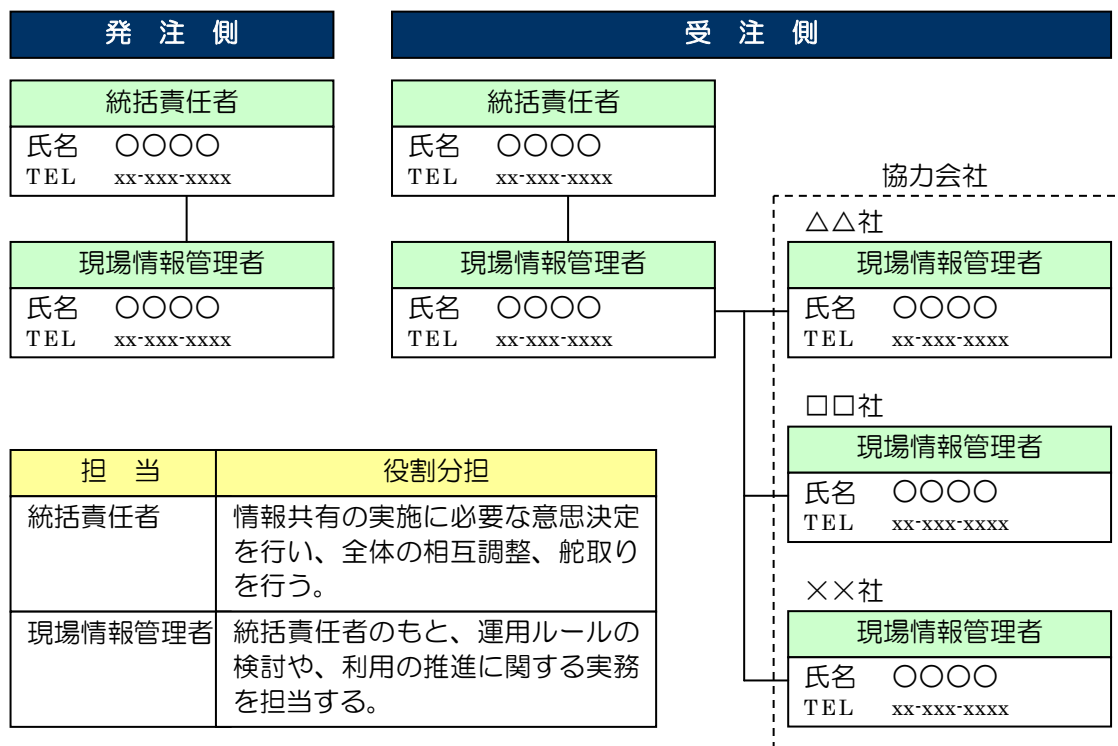 発 注 側
受 注 側
統括責任者
氏名 〇〇〇〇
TEL xx-xxx-xxxx
統括責任者
氏名 〇〇〇〇
TEL xx-xxx-xxxx
協力会社
現場情報管理者
氏名 〇〇〇〇
TEL xx-xxx-xxxx
現場情報管理者
氏名 〇〇〇〇
TEL xx-xxx-xxxx
△△社
現場情報管理者
氏名 〇〇〇〇
TEL xx-xxx-xxxx
□□社
現場情報管理者
氏名 〇〇〇〇
TEL xx-xxx-xxxx
××社
現場情報管理者
氏名 〇〇〇〇
TEL xx-xxx-xxxx
担 当 役割分担
統括責任者 情報共有の実施に必要な意思決定
を行い、全体の相互調整、舵取り
を行う。
現場情報管理者 統括責任者のもと、運用ルールの
検討や、利用の推進に関する実務
を担当する。